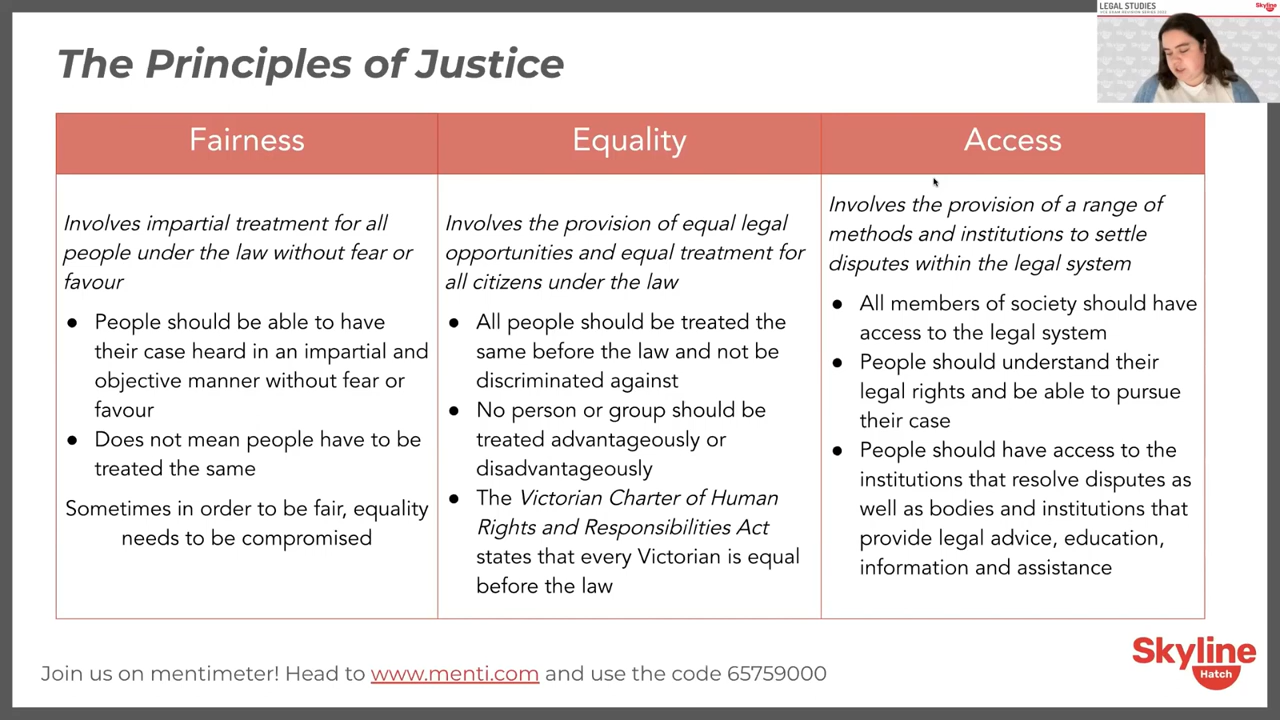 LEGAL STUDIES
VCE EXAM REVISION SERIES 2022
Skyline
The Principles of Justice
Fairness
Involves impartial treatment for all
people under the law without fear or
favour
● People should be able to have
their case heard in an impartial and
objective manner without fear or
favour
● Does not mean people have to be
treated the same
Sometimes in order to be fair, equality
needs to be compromised
Equality
Involves the provision of equal legal
opportunities and equal treatment for
all citizens under the law
● All people should be treated the
same before the law and not be
discriminated against
● No person or group should be
treated advantageously or
disadvantageously
● The Victorian Charter of Human
Rights and Responsibilities Act
states that every Victorian is equal
before the law
Access
Involves the provision of a range of
methods and institutions to settle
disputes within the legal system
● All members of society should have
access to the legal system
● People should understand their
legal rights and be able to pursue
their case
● People should have access to the
institutions that resolve disputes as
well as bodies and institutions that
provide legal advice, education,
information and assistance
Join us on mentimeter! Head to www.menti.com and use the code 65759000
Skyline
Hatch